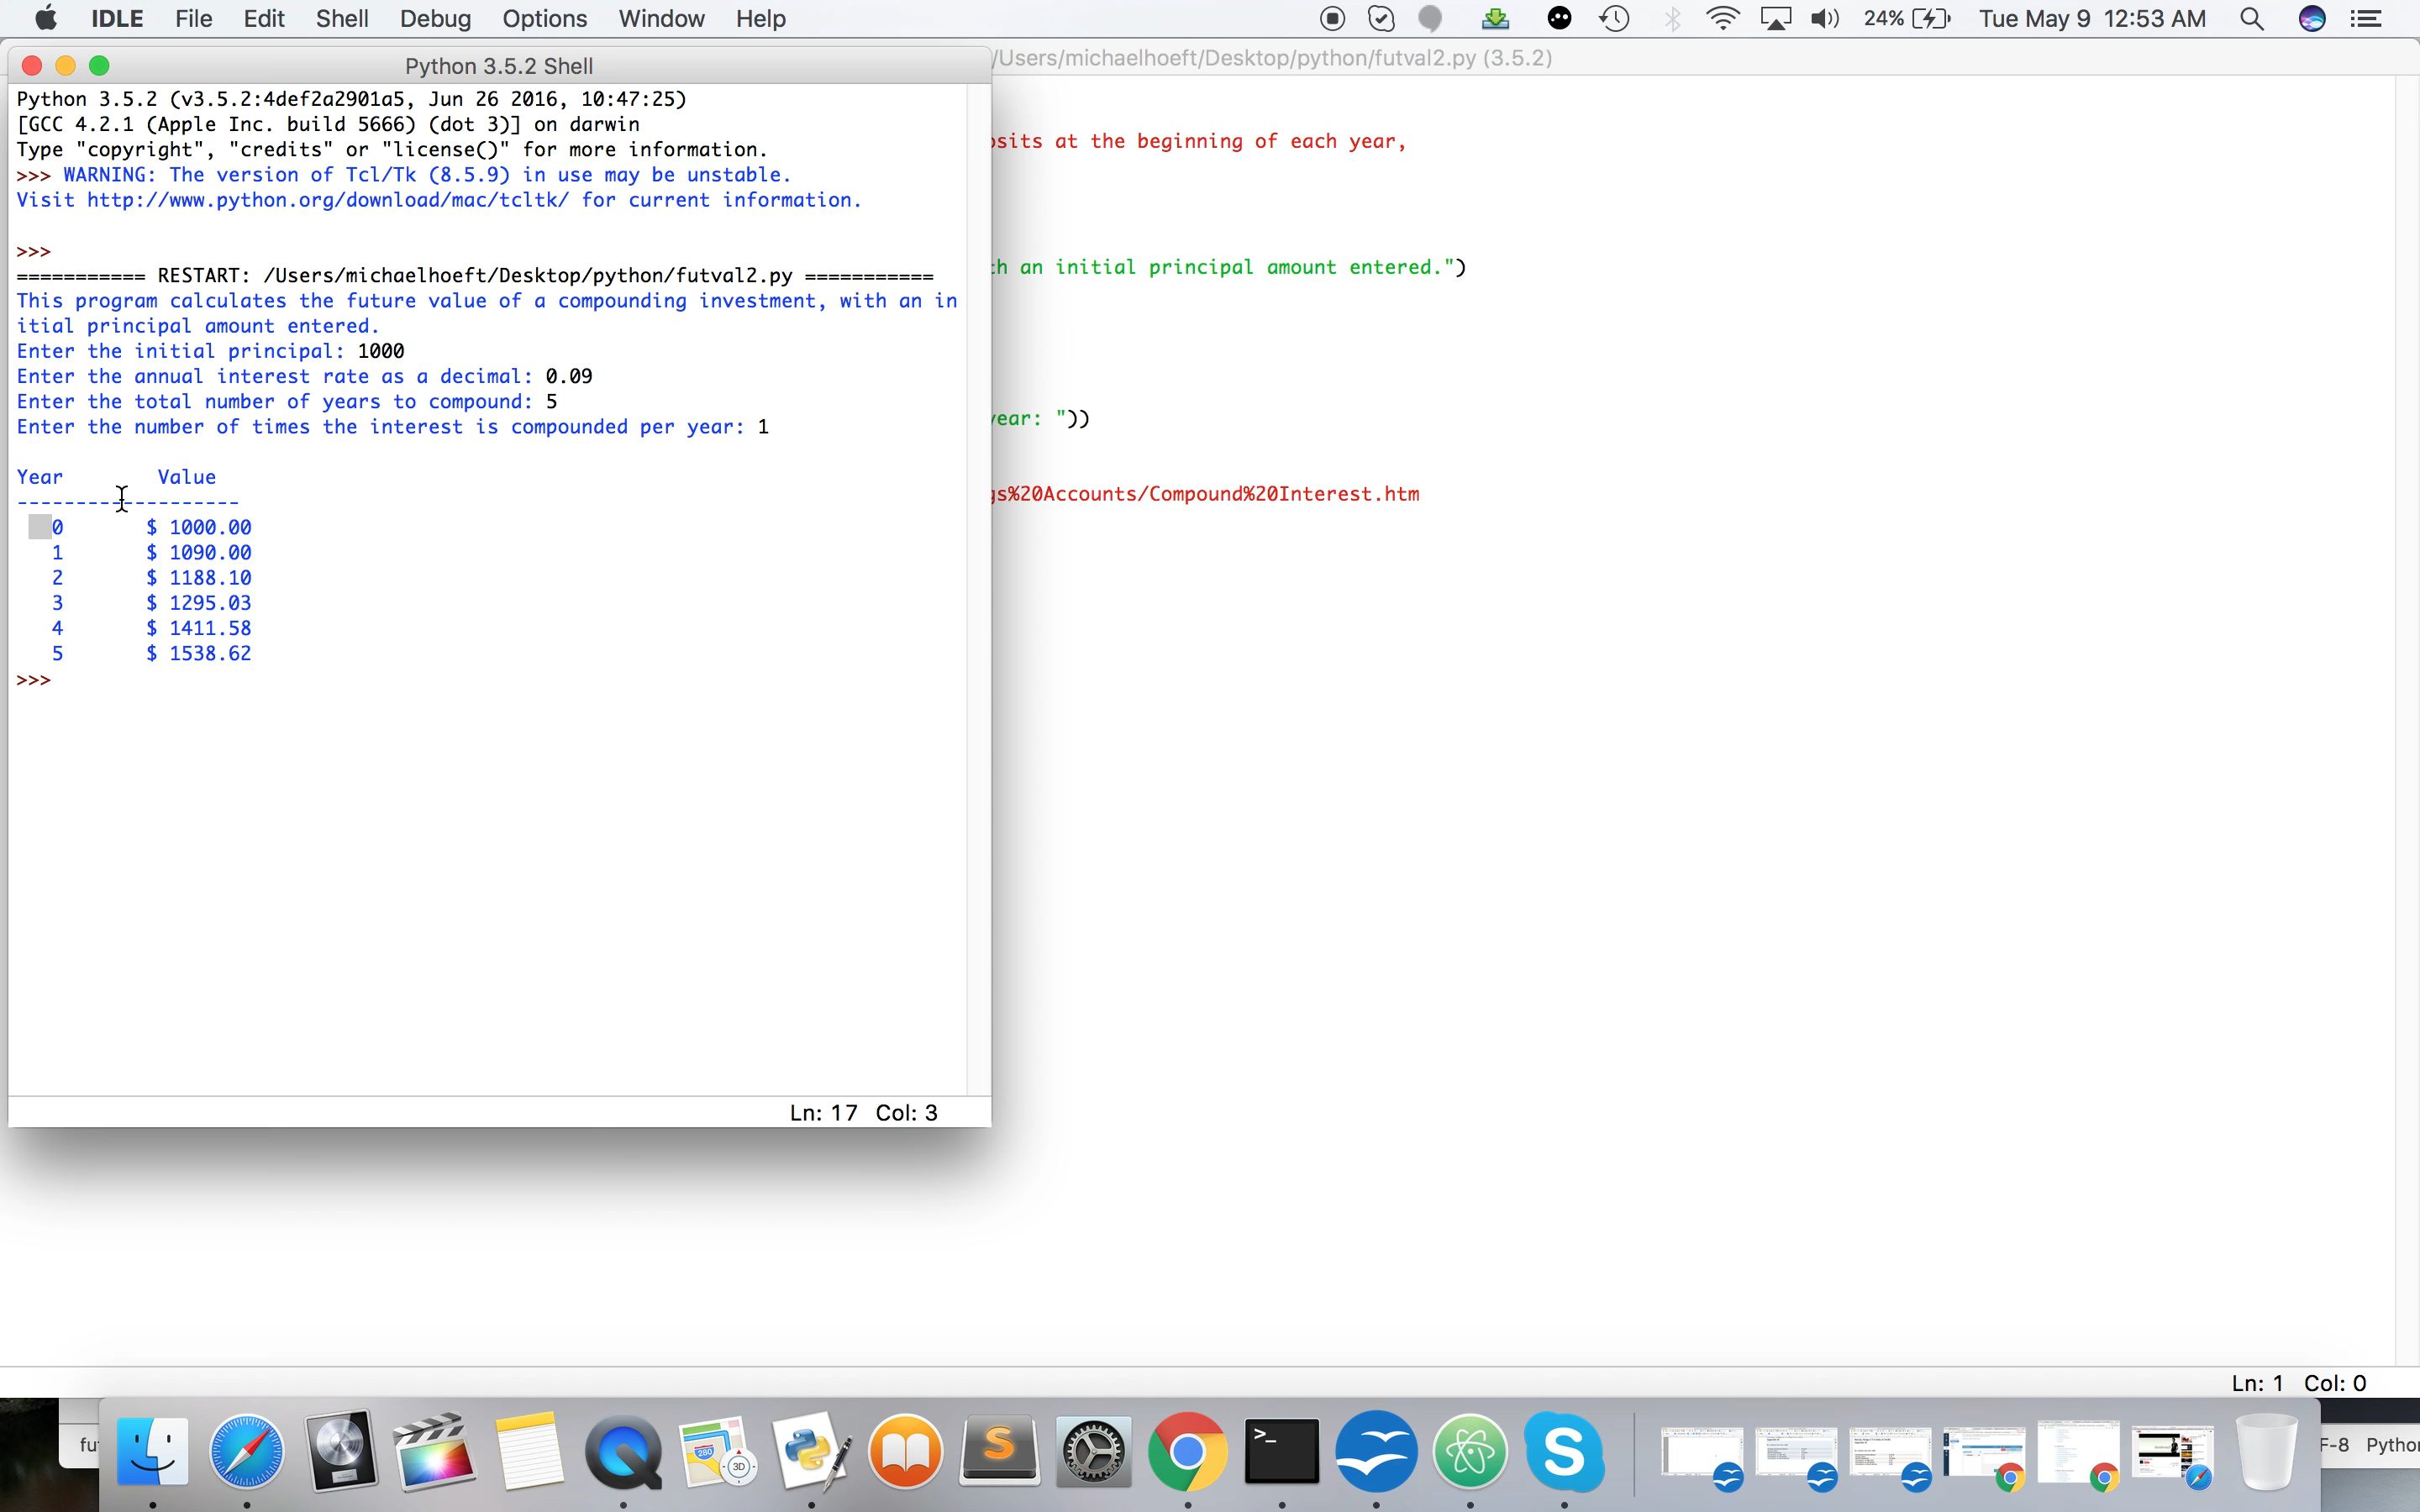 IDLE File Edit Shell Debug Options Window Help 24% Tue May 9 12:53 AM
/Users/michaelhoeft/Desktop/python/futval2.py (3.5.2)
Python 3.5.2 Shell
Python 3.5.2 (v3.5.2:4def2a2901a5, Jun 26 2016, 10:47:25)
[GCC 4.2.1 (Apple Inc. build 5666) (dot 3)] on darwin
Type "copyright", "credits" or "license()" for more information.
>>> WARNING: The version of Tcl/Tk (8.5.9) in use may be unstable.
Visit http://www.python.org/download/mac/tcltk/ for current information.
>>>
=========== RESTART: /Users/michaelhoeft/Desktop/python/futval2.py ===========
This program calculates the future value of a compounding investment, with an in
itial principal amount entered.
Enter the initial principal: 1000
Enter the annual interest rate as a decimal: 0.09
Enter the total number of years to compound: 5
Enter the number of times the interest is compounded per year: 1
Year Value
-------------------
0 $ 1000.00
1 $ 1090.00
2 $ 1188.10
3 $ 1295.03
4 $ 1411.58
5 $ 1538.62
>>>
Ln: 17 Col: 3
sits at the beginning of each year,
h an initial principal amount entered.")
ear: "))
s%20Accounts/Compound%20Interest.htm
Ln: 1 Col: 0
fu
F-8 Pytho
280
3D
S
>_
S